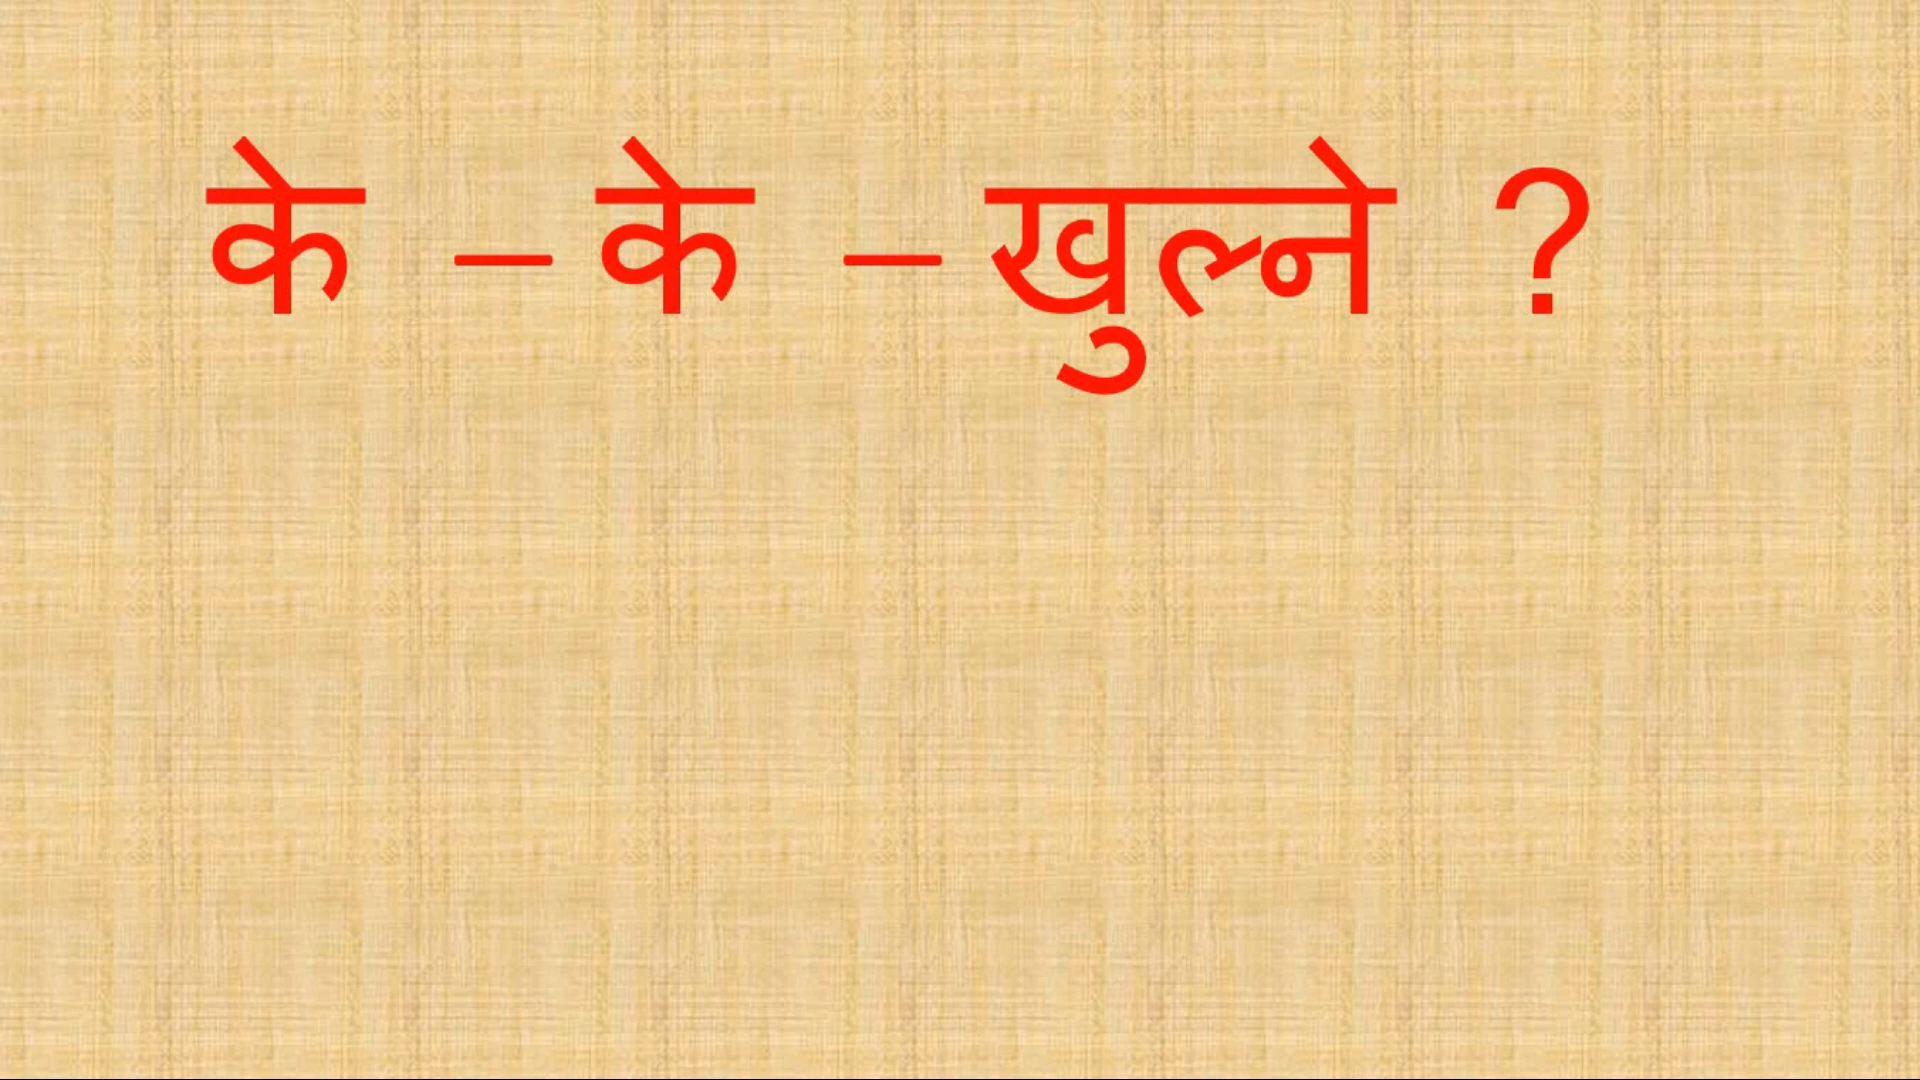 के – के – खुल्ने ?